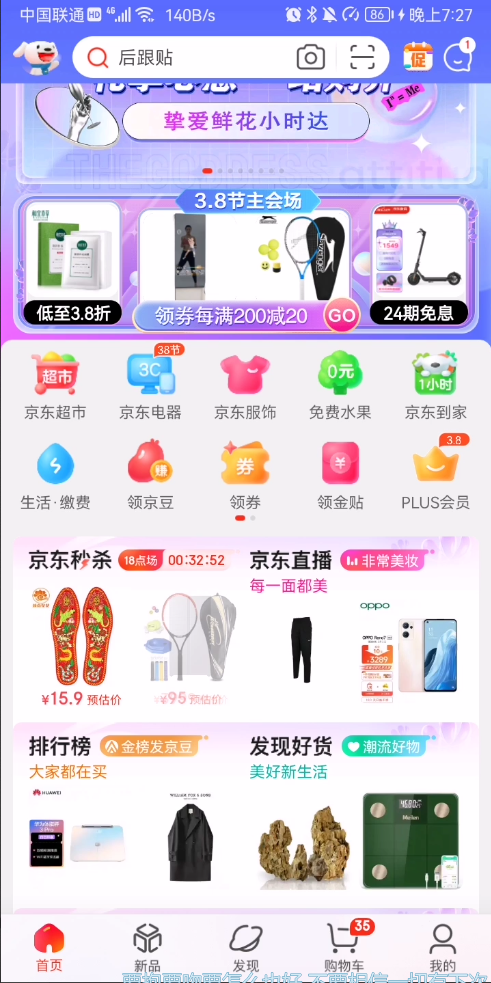 中国联通 HD 4G 140B/s 86 晚上7:27
后跟贴
促 1
I" = Me
挚爱鲜花小时达
3.8节主会场
低至3.8折
领券每满200减20 GO
1549
24期免息
超市 3C 38节 0元 1小时
京东超市 京东电器 京东服饰 免费水果 京东到家
赚 券 ¥ 3.8
生活·缴费 领京豆 领券 领金贴 PLUS会员
京东秒杀 18点场 00:32:52
¥15.9 预估价 ¥95 预估价
京东直播 非常美妆
每一面都美
OPPO
OPPO Reno7
3289
排行榜 金榜发京豆
大家都在买
HUAWEI
WILLIAM FOX & SONS
发现好货 潮流好物
美好新生活
首页 新品 发现 35 购物车 我的